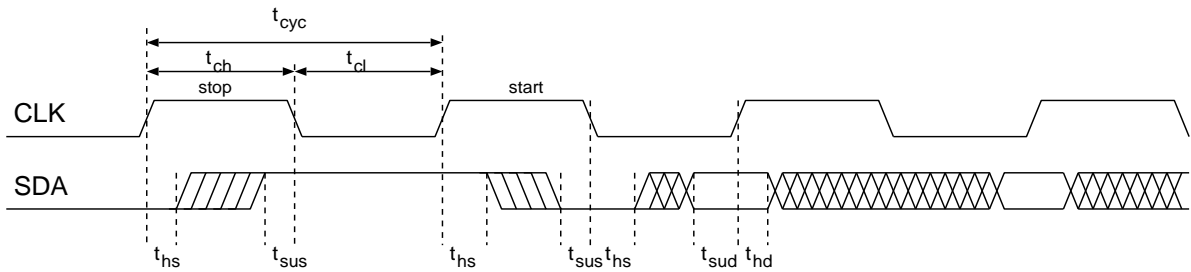 tcyc
tch tcl
stop start
CLK
SDA
ths tsus ths tsus ths tsud thd